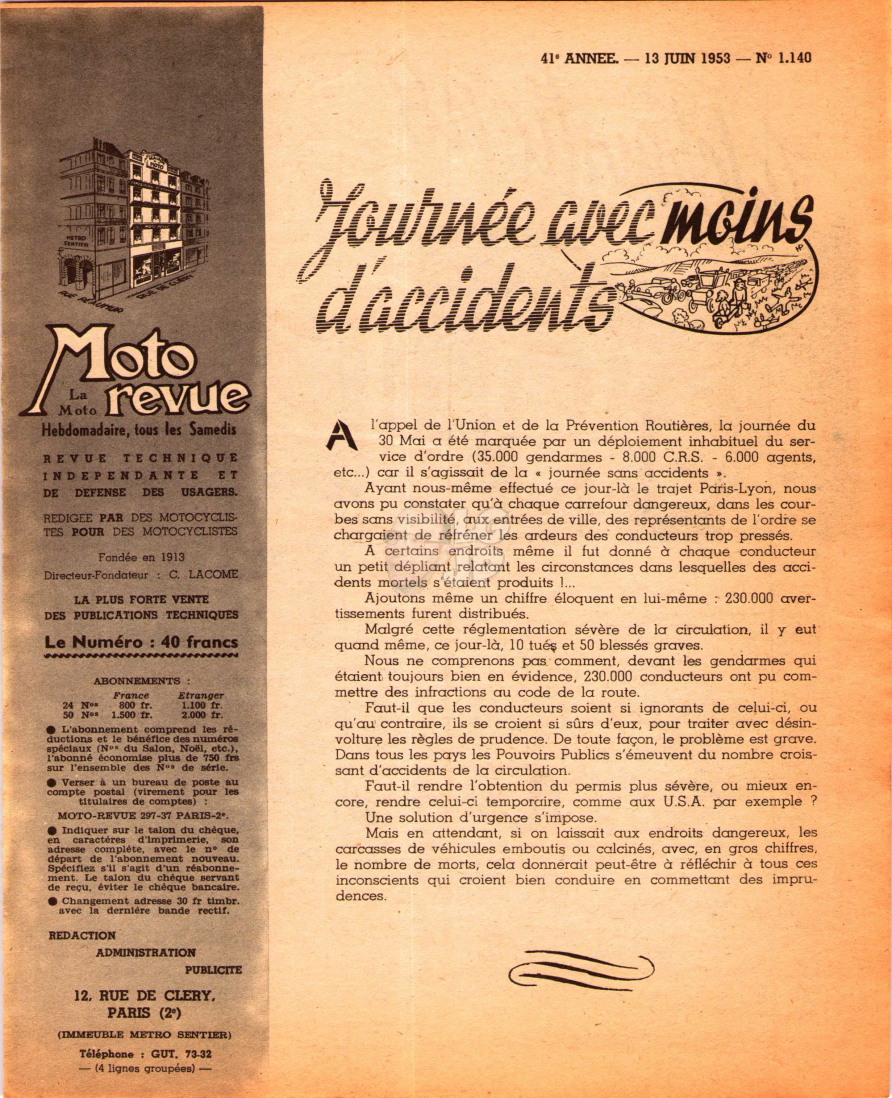 41e ANNEE. — 13 JUIN 1953 — No 1.140
MOTO
METRO
SENTIER
RUE DE CLERY
Moto
La
Moto revue
Hebdomadaire, tous les Samedis
REVUE TECHNIQUE
INDEPENDANTE ET
DE DEFENSE DES USAGERS.
REDIGEE PAR DES MOTOCYCLIS-
TES POUR DES MOTOCYCLISTES
Fondée en 1913
Directeur-Fondateur : C. LACOME
LA PLUS FORTE VENTE
DES PUBLICATIONS TECHNIQUES
Le Numéro : 40 francs
ABONNEMENTS :
France Etranger
24 Nos 800 fr. 1.100 fr.
50 Nos 1.500 fr. 2.000 fr.
● L'abonnement comprend les ré-
ductions et le bénéfice des numéros
spéciaux (Nos du Salon, Noël, etc.),
l'abonné économise plus de 750 frs
sur l'ensemble des Nos de série.
● Verser à un bureau de poste au
compte postal (virement pour les
titulaires de comptes) :
MOTO-REVUE 297-37 PARIS-2e.
● Indiquer sur le talon du chèque,
en caractères d'imprimerie, son
adresse complète, avec le no de
départ de l'abonnement nouveau.
Spécifiez s'il s'agit d'un réabonne-
ment. Le talon du chèque servant
de reçu, éviter le chèque bancaire.
● Changement adresse 30 fr timbr.
avec la dernière bande rectif.
REDACTION
ADMINISTRATION
PUBLICITE
12, RUE DE CLERY,
PARIS (2e)
(IMMEUBLE METRO SENTIER)
Téléphone : GUT. 73-32
— (4 lignes groupées) —
Journée avec moins
d'accidents
A l'appel de l'Union et de la Prévention Routières, la journée du
30 Mai a été marquée par un déploiement inhabituel du ser-
vice d'ordre (35.000 gendarmes - 8.000 C.R.S. - 6.000 agents,
etc...) car il s'agissait de la « journée sans accidents ».
Ayant nous-même effectué ce jour-là le trajet Paris-Lyon, nous
avons pu constater qu'à chaque carrefour dangereux, dans les cour-
bes sans visibilité, aux entrées de ville, des représentants de l'ordre se
chargaient de réfréner les ardeurs des conducteurs trop pressés.
A certains endroits même il fut donné à chaque conducteur
un petit dépliant relatant les circonstances dans lesquelles des acci-
dents mortels s'étaient produits !...
Ajoutons même un chiffre éloquent en lui-même : 230.000 aver-
tissements furent distribués.
Malgré cette réglementation sévère de la circulation, il y eut
quand même, ce jour-là, 10 tués et 50 blessés graves.
Nous ne comprenons pas comment, devant les gendarmes qui
étaient toujours bien en évidence, 230.000 conducteurs ont pu com-
mettre des infractions au code de la route.
Faut-il que les conducteurs soient si ignorants de celui-ci, ou
qu'au contraire, ils se croient si sûrs d'eux, pour traiter avec désin-
volture les règles de prudence. De toute façon, le problème est grave.
Dans tous les pays les Pouvoirs Publics s'émeuvent du nombre crois-
sant d'accidents de la circulation.
Faut-il rendre l'obtention du permis plus sévère, ou mieux en-
core, rendre celui-ci temporaire, comme aux U.S.A. par exemple ?
Une solution d'urgence s'impose.
Mais en attendant, si on laissait aux endroits dangereux, les
carcasses de véhicules emboutis ou calcinés, avec, en gros chiffres,
le nombre de morts, cela donnerait peut-être à réfléchir à tous ces
inconscients qui croient bien conduire en commettant des impru-
dences.